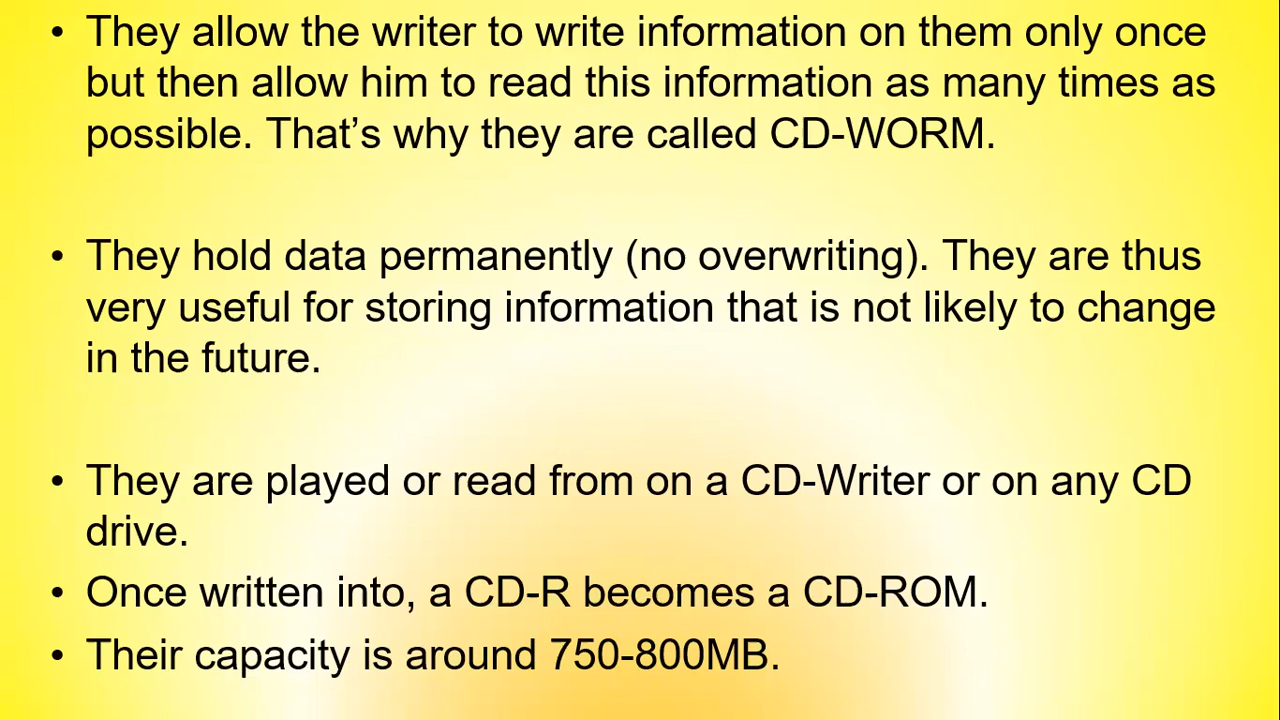 • They allow the writer to write information on them only once
but then allow him to read this information as many times as
possible. That’s why they are called CD-WORM.
• They hold data permanently (no overwriting). They are thus
very useful for storing information that is not likely to change
in the future.
• They are played or read from on a CD-Writer or on any CD
drive.
• Once written into, a CD-R becomes a CD-ROM.
• Their capacity is around 750-800MB.